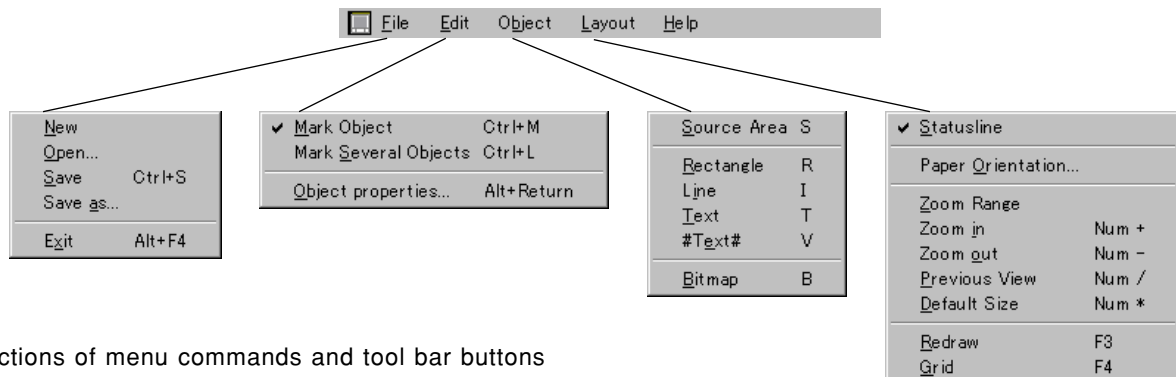 File Edit Object Layout Help
New
Open...
Save Ctrl+S
Save as...
Exit Alt+F4
✔ Mark Object Ctrl+M
Mark Several Objects Ctrl+L
Object properties... Alt+Return
Source Area S
Rectangle R
Line I
Text T
#Text# V
Bitmap B
✔ Statusline
Paper Orientation...
Zoom Range
Zoom in Num +
Zoom out Num -
Previous View Num /
Default Size Num *
Redraw F3
Grid F4
ctions of menu commands and tool bar buttons